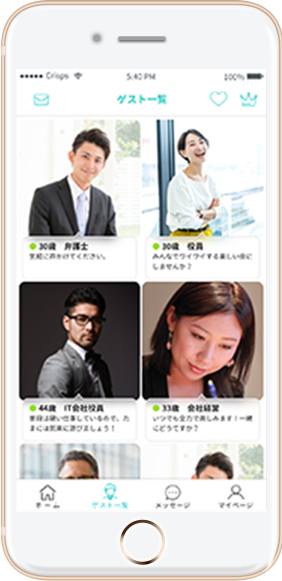 Crisps 5:40 PM 100%
ゲスト一覧
30歳 弁護士
気軽に声かけてください。
30歳 役員
みんなでワイワイする楽しい会に
しませんか？
44歳 IT会社役員
普段は硬い仕事しているので、た
まには気楽に遊びましょう！
33歳 会社経営
いつでも全力で楽しみます！一緒
にどうですか？
ホーム ゲスト一覧 メッセージ マイページ